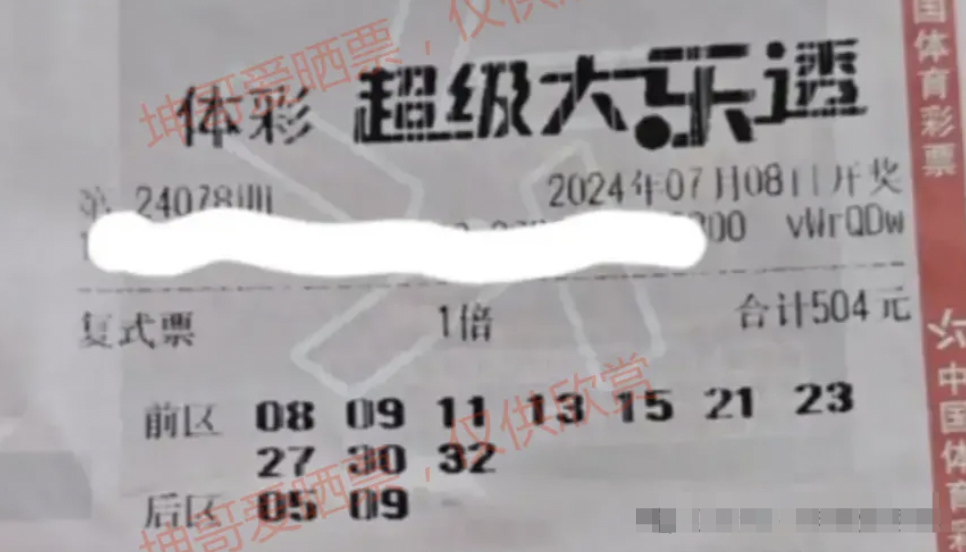 坤哥爱晒票,仅供欣赏
体彩 超级大乐透
第 24078期 2024年07月08日开奖
00 vWrQDw
复式票 1倍 合计504元
前区 08 09 11 13 15 21 23
27 30 32
后区 05 09
坤哥爱晒票,仅供欣赏
国体育彩票
中国体育彩